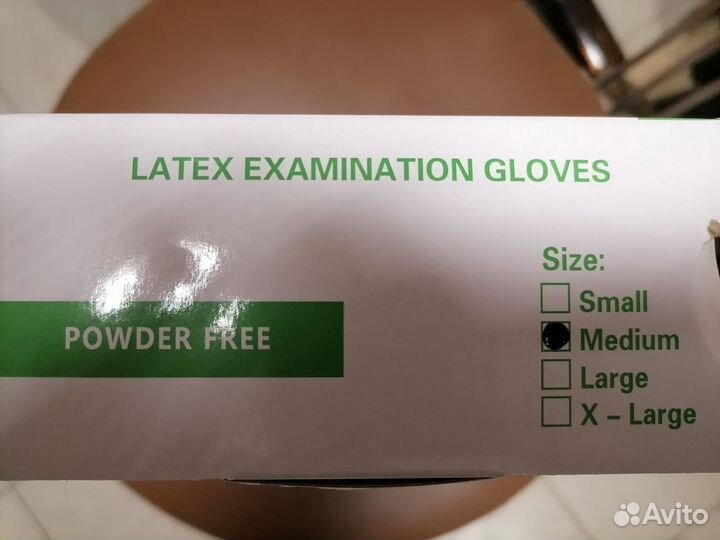 LATEX EXAMINATION GLOVES
POWDER FREE
Size:
Small
Medium
Large
X – Large
Avito